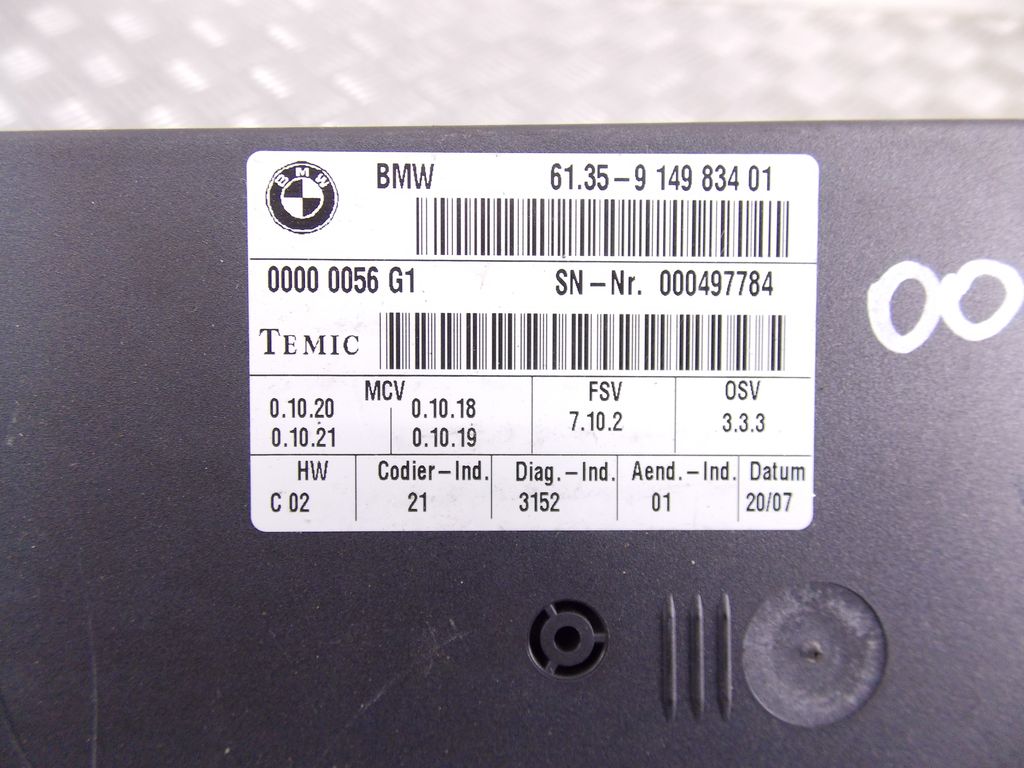 BMW
BMW 61.35-9 149 834 01
0000 0056 G1 SN-Nr. 000497784
TEMIC
MCV FSV OSV
0.10.20 0.10.18 7.10.2 3.3.3
0.10.21 0.10.19
HW Codier-Ind. Diag.-Ind. Aend.-Ind. Datum
C 02 21 3152 01 20/07
00